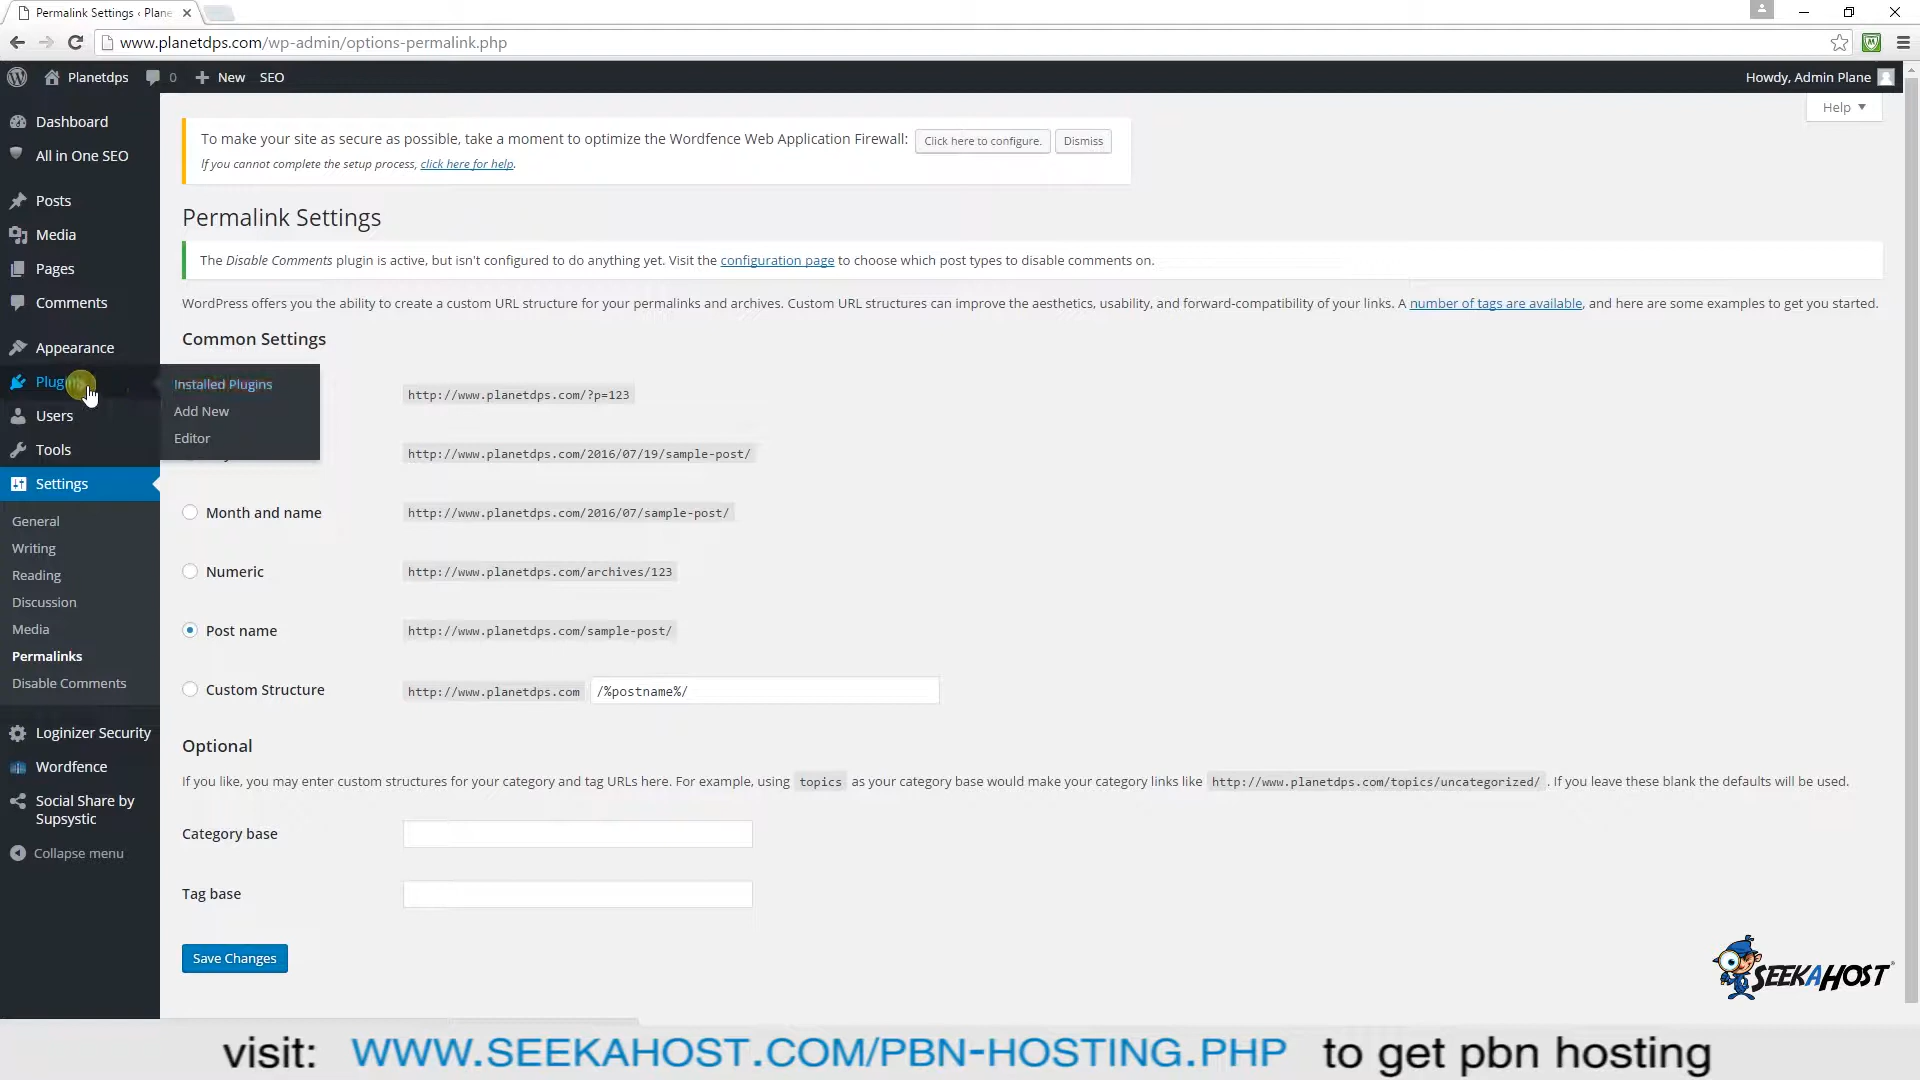 Permalink Settings ‹ Plane
www.planetdps.com/wp-admin/options-permalink.php
Planetdps 0 New SEO Howdy, Admin Plane
Help
Dashboard
All in One SEO
Posts
Media
Pages
Comments
Appearance
Users
Tools
Settings
General
Writing
Reading
Discussion
Media
Permalinks
Disable Comments
Loginizer Security
Wordfence
Social Share by
Supsystic
Collapse menu
Installed Plugins
Add New
Editor
To make your site as secure as possible, take a moment to optimize the Wordfence Web Application Firewall: Click here to configure. Dismiss
If you cannot complete the setup process, click here for help.
Permalink Settings
The Disable Comments plugin is active, but isn't configured to do anything yet. Visit the configuration page to choose which post types to disable comments on.
WordPress offers you the ability to create a custom URL structure for your permalinks and archives. Custom URL structures can improve the aesthetics, usability, and forward-compatibility of your links. A number of tags are available, and here are some examples to get you started.
Common Settings
http://www.planetdps.com/?p=123
http://www.planetdps.com/2016/07/19/sample-post/
Month and name http://www.planetdps.com/2016/07/sample-post/
Numeric http://www.planetdps.com/archives/123
Post name http://www.planetdps.com/sample-post/
Custom Structure http://www.planetdps.com /%postname%/
Optional
If you like, you may enter custom structures for your category and tag URLs here. For example, using topics as your category base would make your category links like http://www.planetdps.com/topics/uncategorized/ . If you leave these blank the defaults will be used.
Category base
Tag base
Save Changes
SEEKAHOST
visit: WWW.SEEKAHOST.COM/PBN-HOSTING.PHP to get pbn hosting